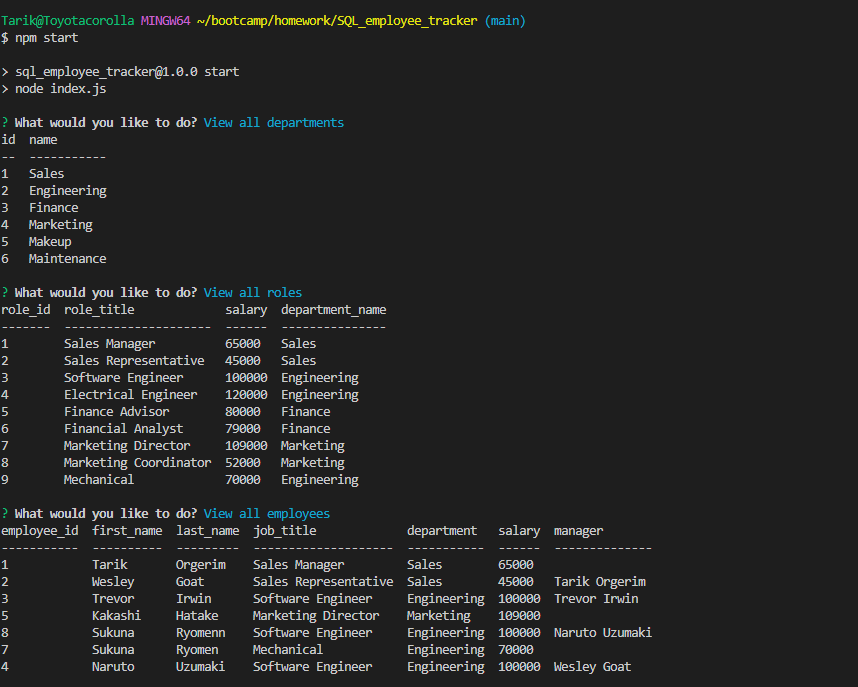 Tarik@Toyotacorolla MINGW64 ~/bootcamp/homework/SQL_employee_tracker (main)
$ npm start

> sql_employee_tracker@1.0.0 start
> node index.js

? What would you like to do? View all departments
id  name
--  -----------
1   Sales
2   Engineering
3   Finance
4   Marketing
5   Makeup
6   Maintenance

? What would you like to do? View all roles
role_id  role_title             salary  department_name
-------  ---------------------  ------  ---------------
1        Sales Manager          65000   Sales
2        Sales Representative   45000   Sales
3        Software Engineer      100000  Engineering
4        Electrical Engineer    120000  Engineering
5        Finance Advisor        80000   Finance
6        Financial Analyst      79000   Finance
7        Marketing Director     109000  Marketing
8        Marketing Coordinator  52000   Marketing
9        Mechanical             70000   Engineering

? What would you like to do? View all employees
employee_id  first_name  last_name  job_title             department   salary  manager
-----------  ----------  ---------  --------------------  -----------  ------  --------------
1            Tarik       Orgerim    Sales Manager         Sales        65000
2            Wesley      Goat       Sales Representative  Sales        45000   Tarik Orgerim
3            Trevor      Irwin      Software Engineer     Engineering  100000  Trevor Irwin
5            Kakashi     Hatake     Marketing Director    Marketing    109000
8            Sukuna      Ryomenn    Software Engineer     Engineering  100000  Naruto Uzumaki
7            Sukuna      Ryomen     Mechanical            Engineering  70000
4            Naruto      Uzumaki    Software Engineer     Engineering  100000  Wesley Goat